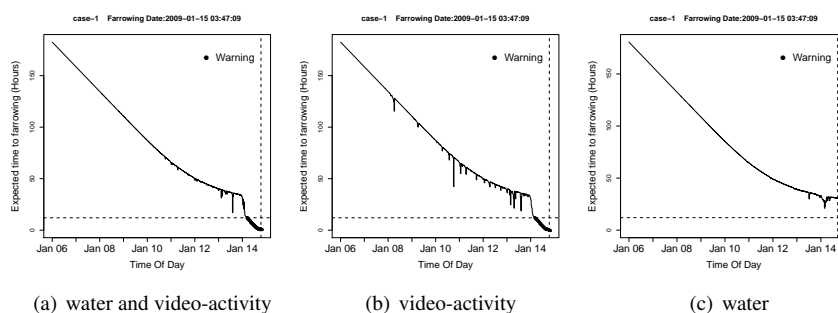 case−1 Farrowing Date:2009−01−15 03:47:09
Expected time to farrowing (Hours)
150
100
50
0
Warning
Jan 06 Jan 08 Jan 10 Jan 12 Jan 14
Time Of Day
(a) water and video-activity
case−1 Farrowing Date:2009−01−15 03:47:09
Expected time to farrowing (Hours)
150
100
50
0
Warning
Jan 06 Jan 08 Jan 10 Jan 12 Jan 14
Time Of Day
(b) video-activity
case−1 Farrowing Date:2009−01−15 03:47:09
Expected time to farrowing (Hours)
150
100
50
0
Warning
Jan 06 Jan 08 Jan 10 Jan 12 Jan 14
Time Of Day
(c) water